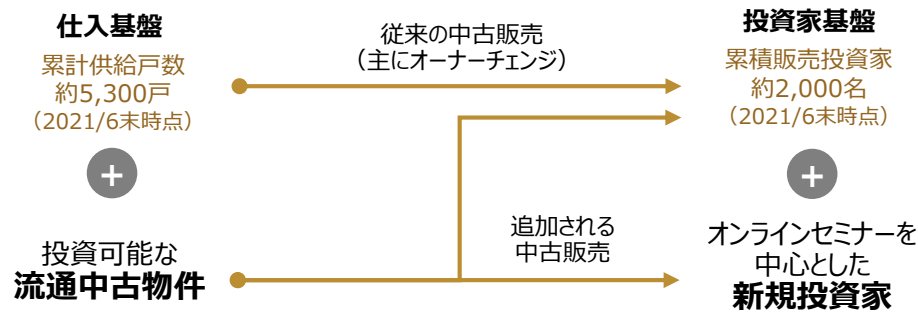 仕入基盤
累計供給戸数
約5,300戸
（2021/6末時点）
+
投資可能な
流通中古物件
従来の中古販売
（主にオーナーチェンジ）
追加される
中古販売
投資家基盤
累積販売投資家
約2,000名
（2021/6末時点）
+
オンラインセミナーを
中心とした
新規投資家